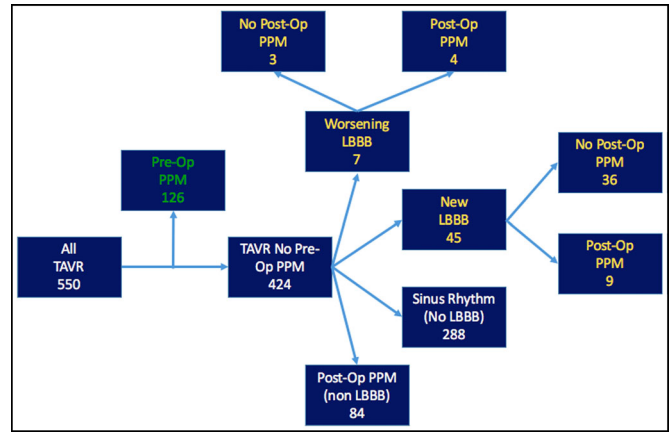 No Post-Op
PPM
3
Post-Op
PPM
4
Worsening
LBBB
7
Pre-Op
PPM
126
No Post-Op
PPM
36
New
LBBB
45
All
TAVR
550
TAVR No Pre-
Op PPM
424
Post-Op
PPM
9
Sinus Rhythm
(No LBBB)
288
Post-Op PPM
(non LBBB)
84